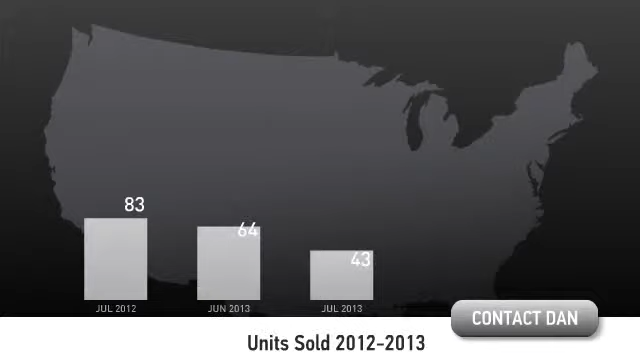 83
64
43
JUL 2012
JUN 2013
JUL 2013
CONTACT DAN
Units Sold 2012-2013